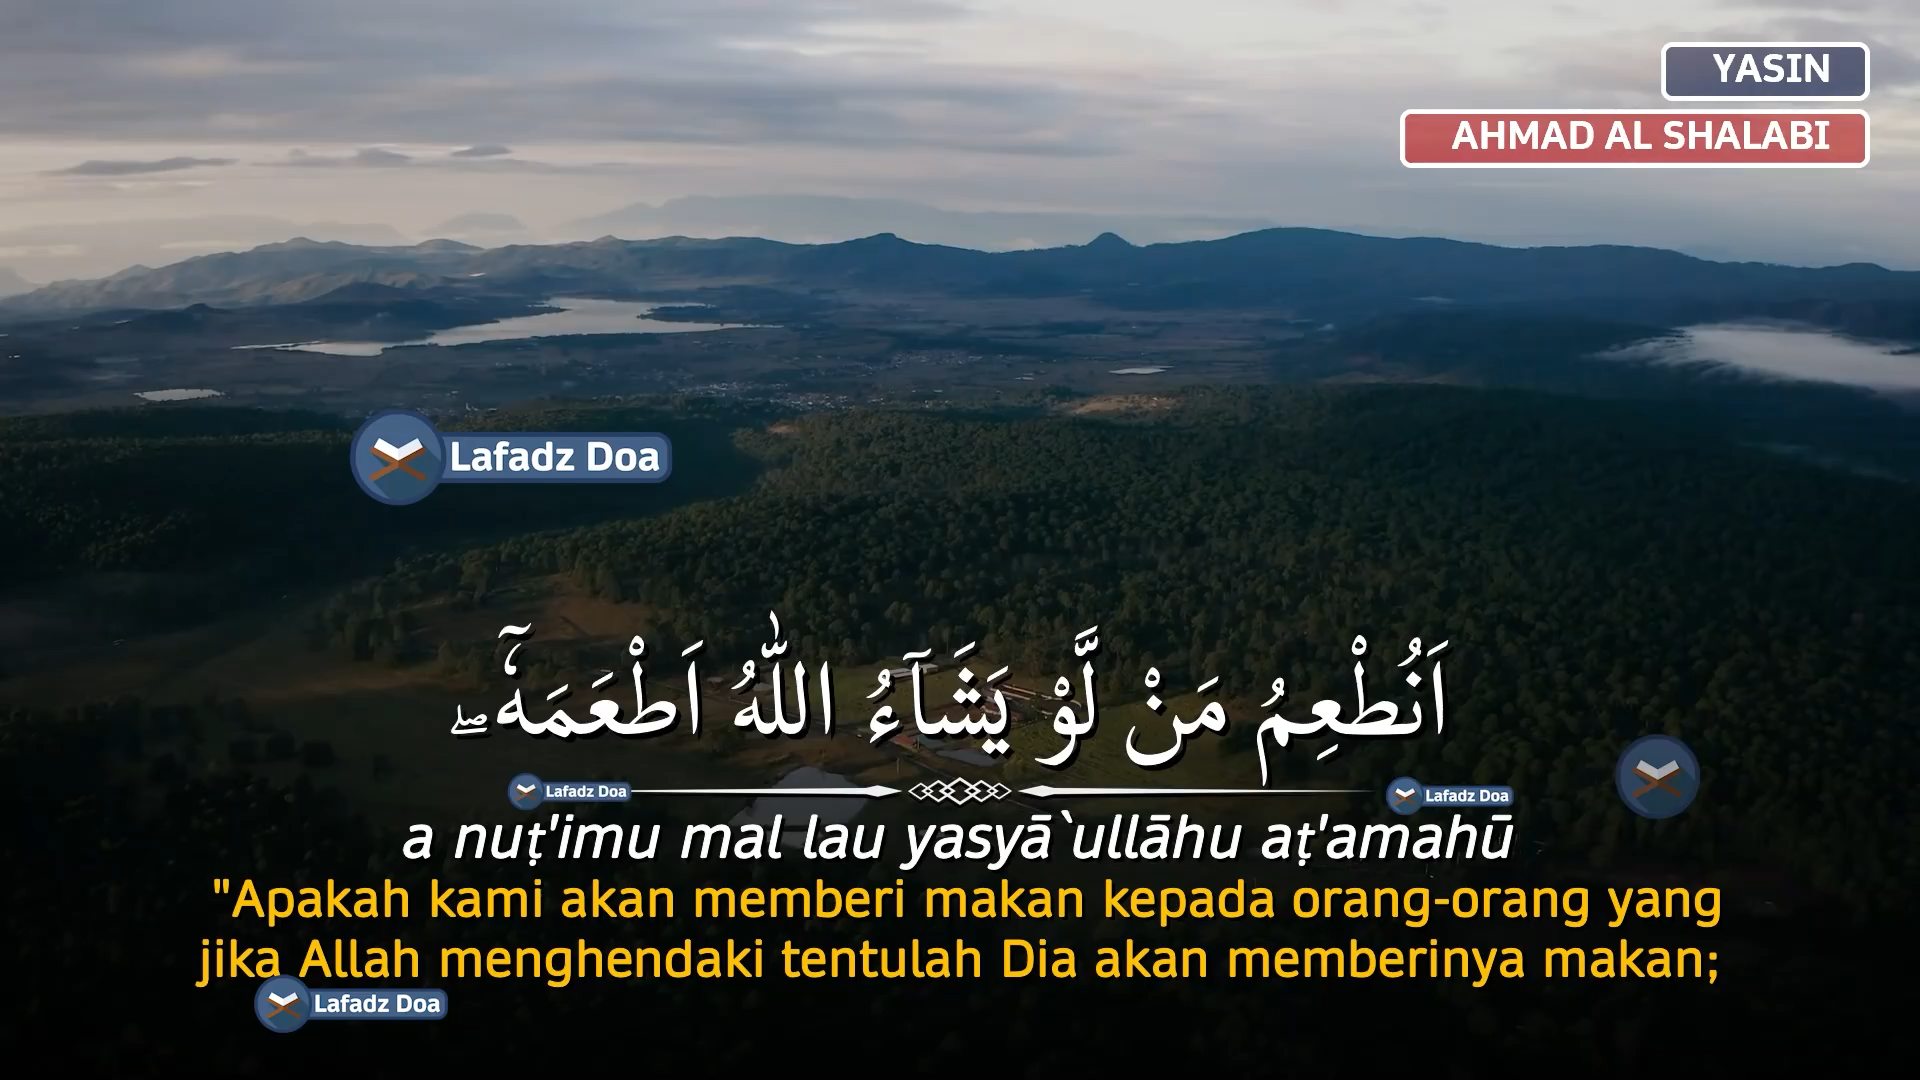 YASIN
AHMAD AL SHALABI
Lafadz Doa
اَنُطْعِمُ مَنْ لَّوْ يَشَاۤءُ اللّٰهُ اَطْعَمَهٗٓ ۖ
Lafadz Doa
Lafadz Doa
a nuṭ'imu mal lau yasyā`ullāhu aṭ'amahū
"Apakah kami akan memberi makan kepada orang-orang yang
jika Allah menghendaki tentulah Dia akan memberinya makan;
Lafadz Doa